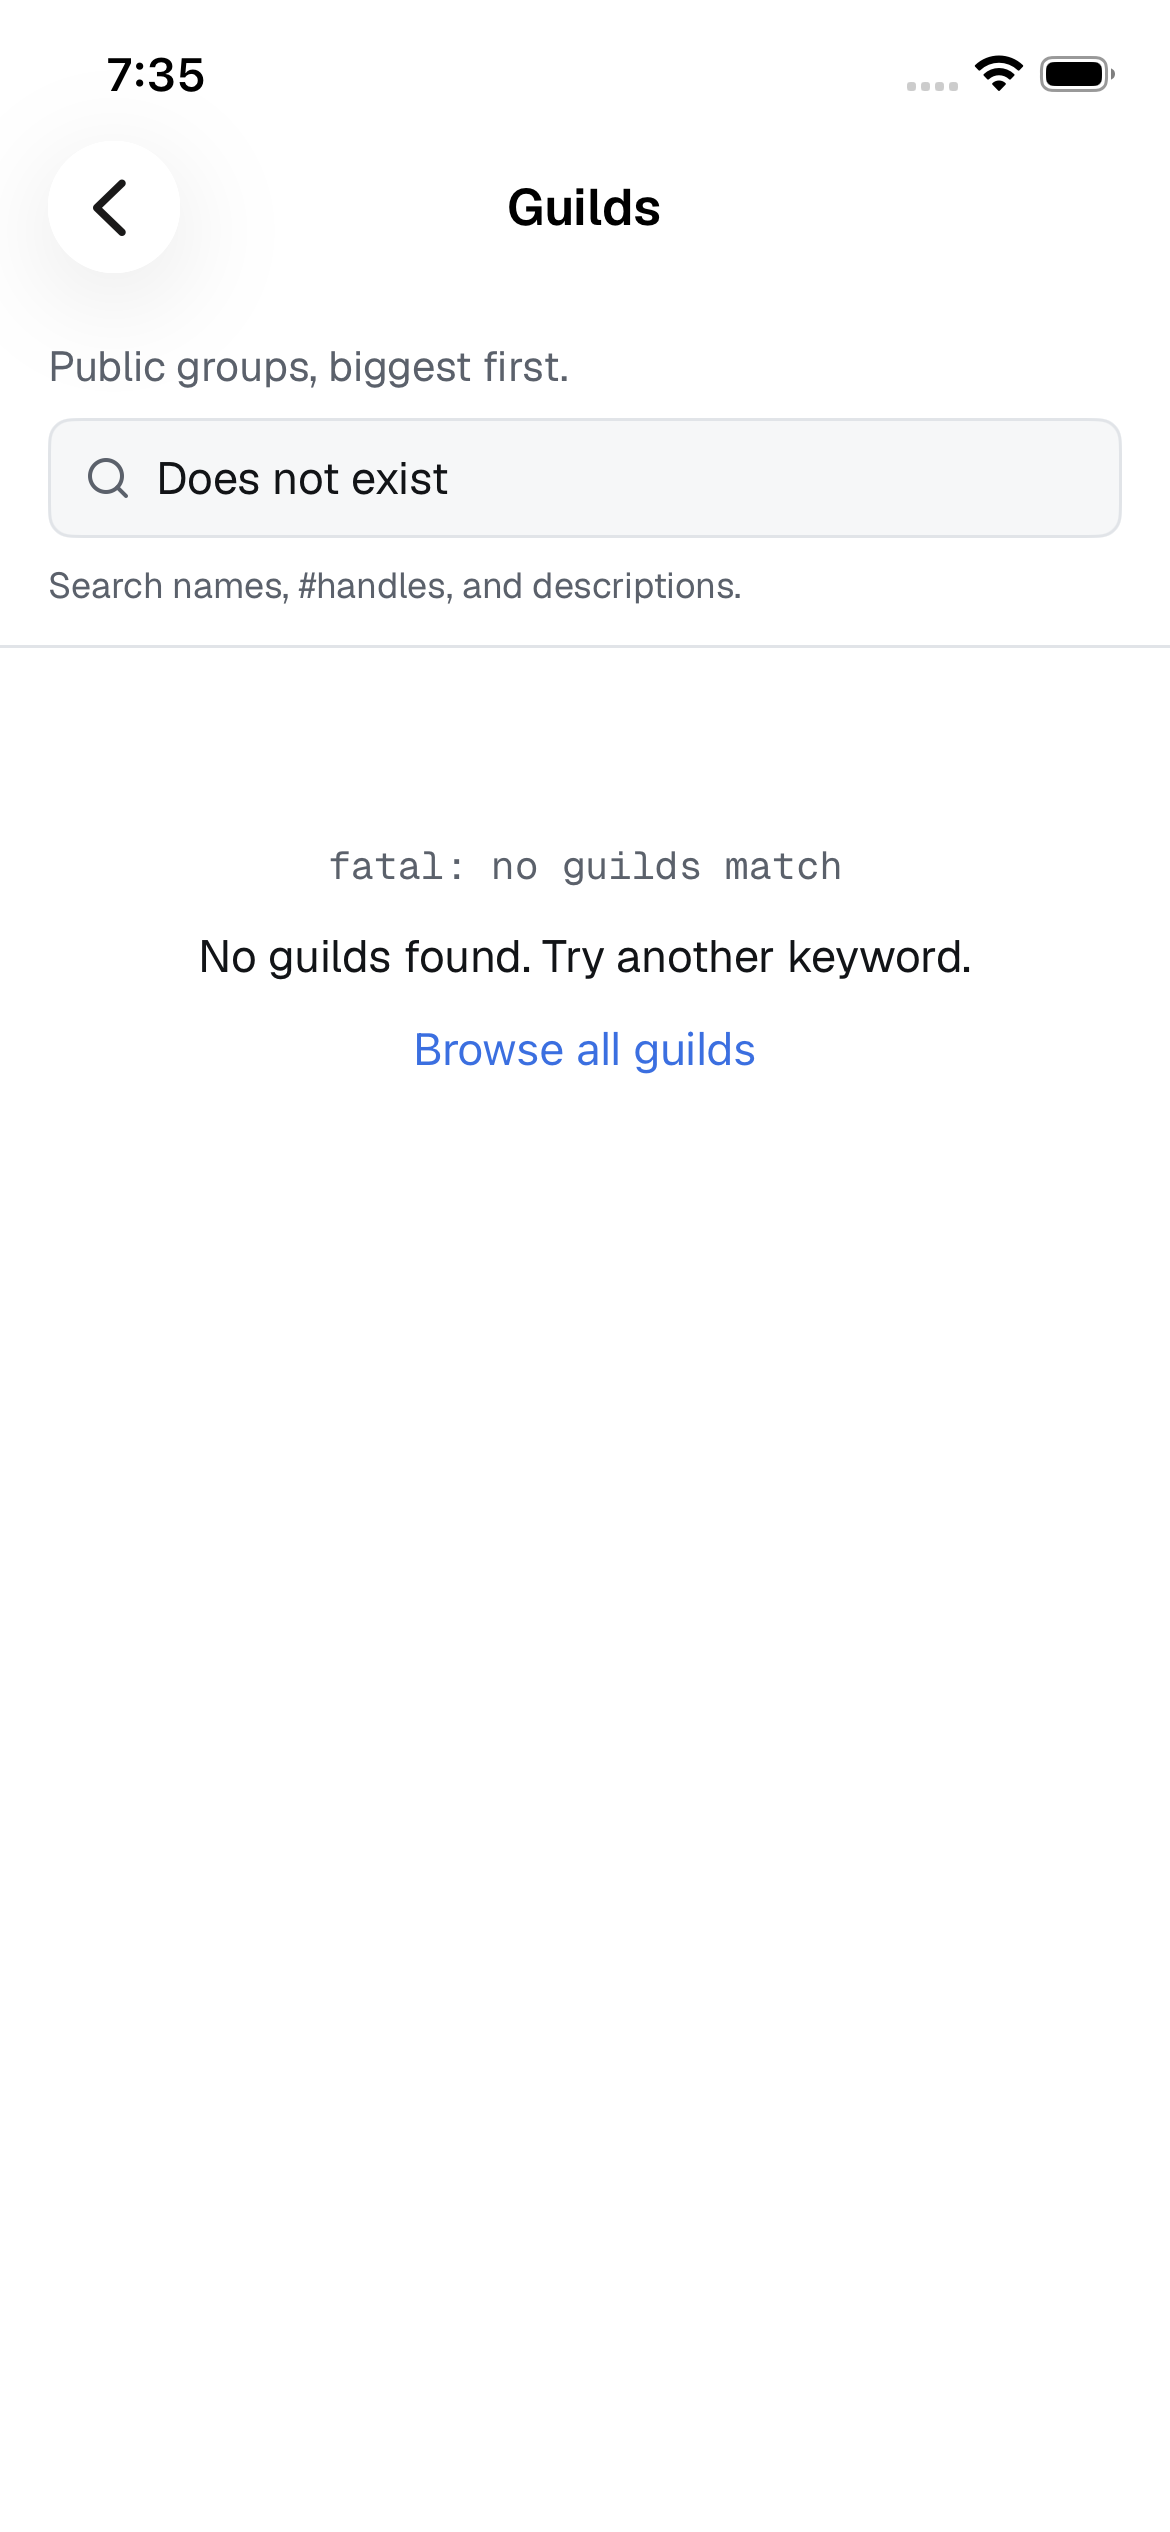 7:35
Guilds
Public groups, biggest first.
Does not exist
Search names, #handles, and descriptions.
fatal: no guilds match
No guilds found. Try another keyword.
Browse all guilds